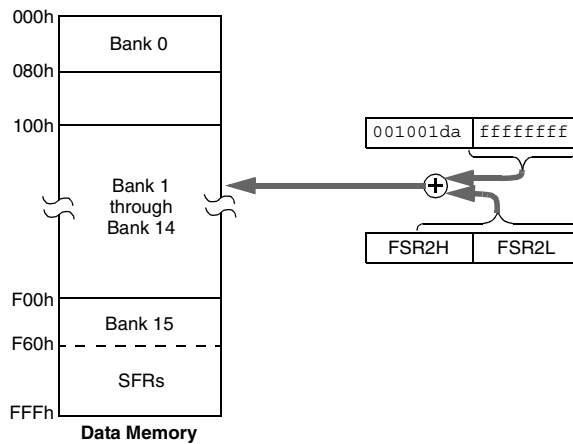 000h
Bank 0
080h
100h
Bank 1
through
Bank 14
F00h
Bank 15
F60h
SFRs
FFFh
Data Memory
001001da ffffffff
FSR2H FSR2L